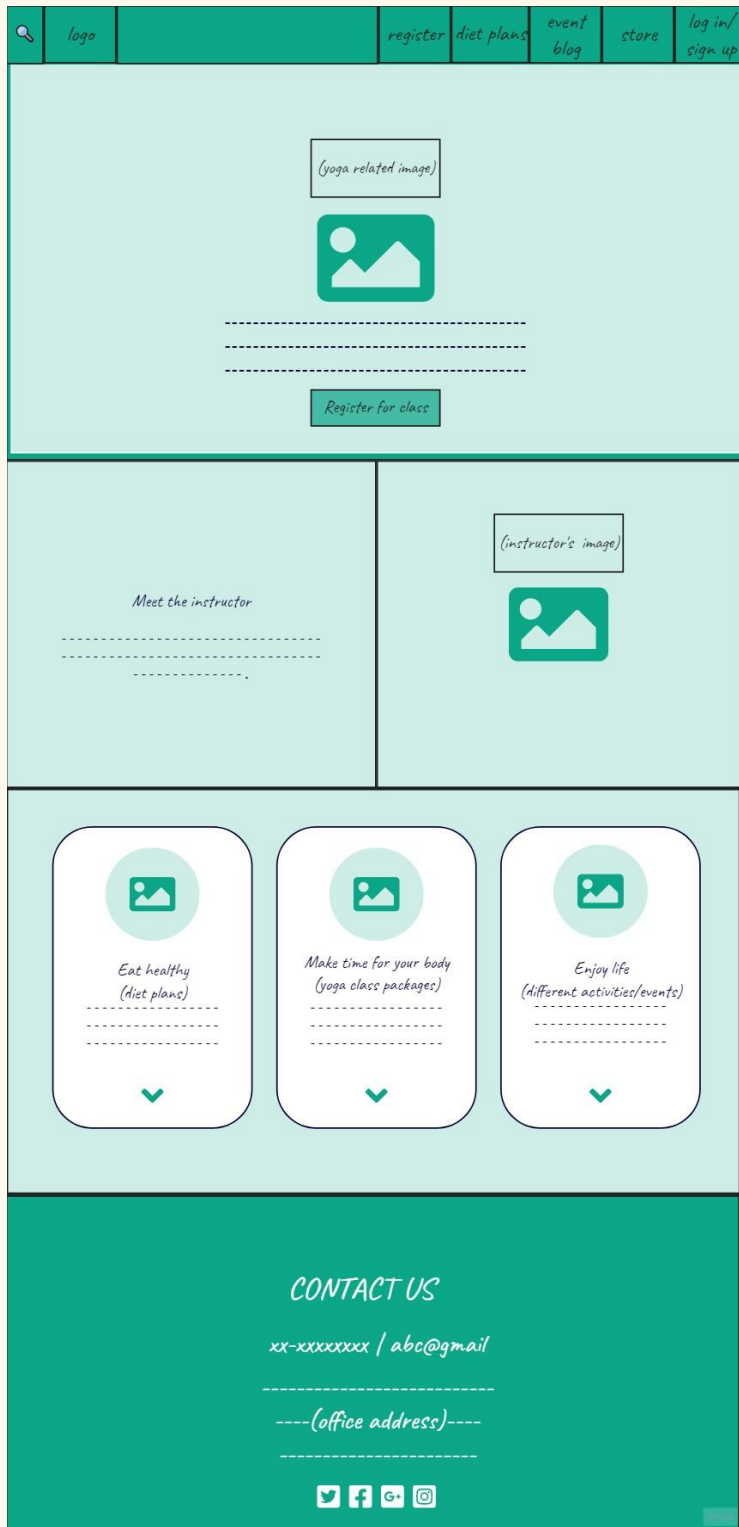 logo
register
diet plans
event
blog
store
log in/
sign up
(yoga related image)
Register for class
Meet the instructor
(instructor's image)
Eat healthy
(diet plans)
Make time for your body
(yoga class packages)
Enjoy life
(different activities/events)
CONTACT US
xx-xxxxxxxx | abc@gmail
----(office address)----
miro